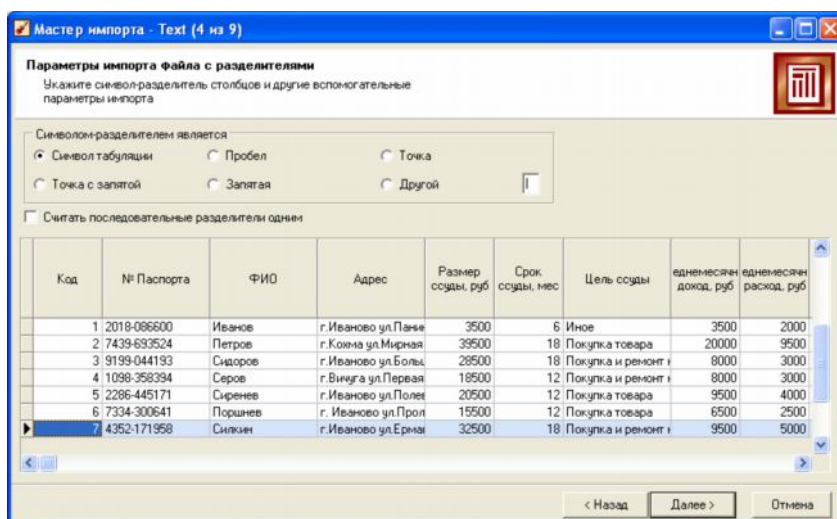 Мастер импорта - Text (4 из 9)
Параметры импорта файла с разделителями
Укажите символ-разделитель столбцов и другие вспомогательные
параметры импорта
Символом-разделителем является
Символ табуляции Пробел Точка
Точка с запятой Запятая Другой
Считать последовательные разделители одним
Код № Паспорта ФИО Адрес Размер ссуды, руб Срок ссуды, мес Цель ссуды еднемесячн доход, руб еднемесячн расход, руб
1 2018-086600 Иванов г.Иваново ул.Пани 3500 6 Иное 3500 2000
2 7439-693524 Петров г.Кохма ул.Мирная 39500 18 Покупка товара 20000 9500
3 9199-044193 Сидоров г.Иваново ул.Боль 28500 18 Покупка и ремонт 8000 3000
4 1098-358394 Серов г.Вичуга ул.Первая 18500 12 Покупка и ремонт 8000 3000
5 2286-445171 Сиренев г.Иваново ул.Полев 20500 12 Покупка товара 9500 4000
6 7334-300641 Поршнев г. Иваново ул.Прол 15500 12 Покупка товара 6500 2500
7 4352-171958 Силкин г.Иваново ул.Ерма 32500 18 Покупка и ремонт 9500 5000
< Назад Далее > Отмена